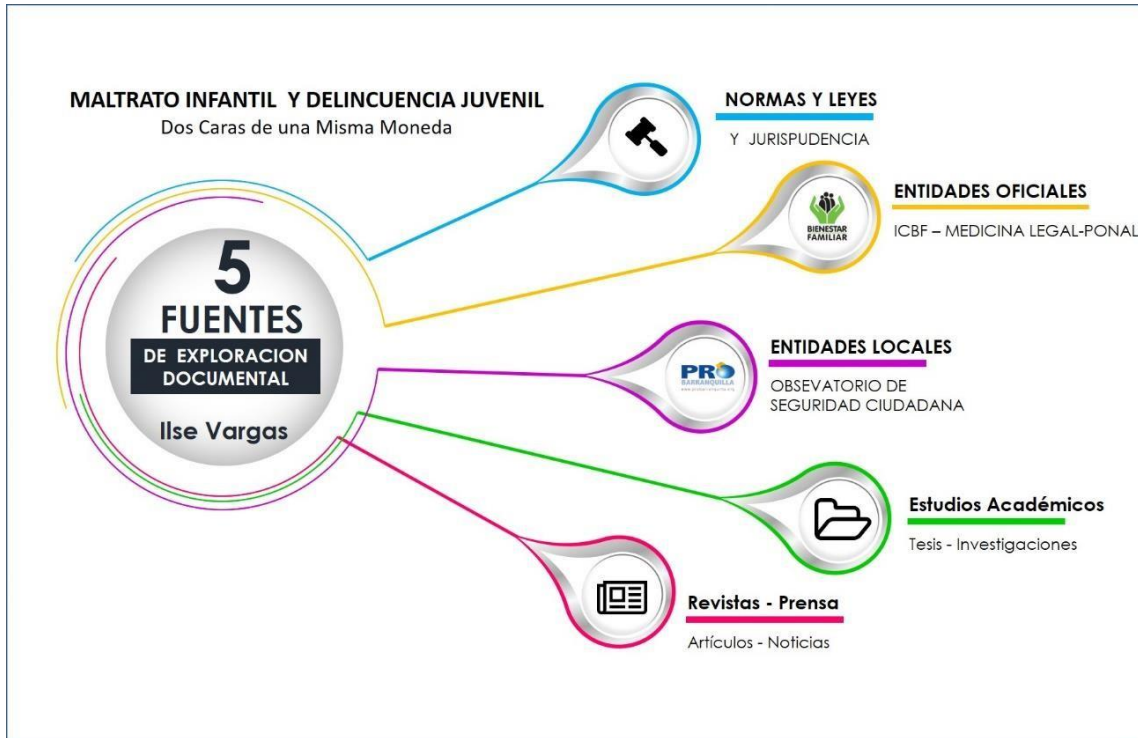 MALTRATO INFANTIL Y DELINCUENCIA JUVENIL
Dos Caras de una Misma Moneda
5
FUENTES
DE EXPLORACION
DOCUMENTAL
Ilse Vargas
NORMAS Y LEYES
Y JURISPUDENCIA
BIENESTAR
FAMILIAR
ENTIDADES OFICIALES
ICBF – MEDICINA LEGAL-PONAL
PRO
BARRANQUILLA
ENTIDADES LOCALES
OBSEVATORIO DE
SEGURIDAD CIUDADANA
Estudios Académicos
Tesis - Investigaciones
Revistas - Prensa
Artículos - Noticias